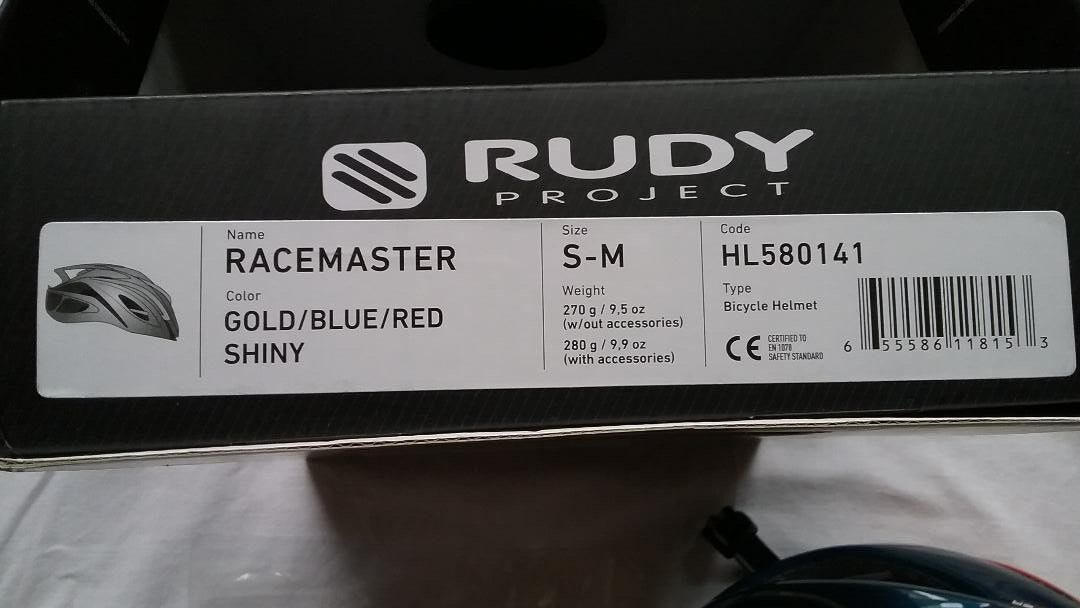 RUDY
PROJECT
Name
RACEMASTER
Color
GOLD/BLUE/RED
SHINY
Size
S-M
Weight
270 g / 9,5 oz
(w/out accessories)
280 g / 9,9 oz
(with accessories)
Code
HL580141
Type
Bicycle Helmet
CE
CERTIFIED TO
EN 1078
SAFETY STANDARD
6 55586 11815 3